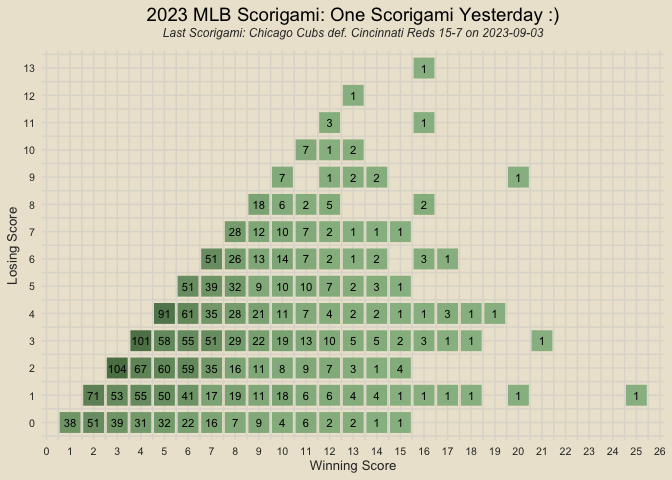 2023 MLB Scorigami: One Scorigami Yesterday :)
Last Scorigami: Chicago Cubs def. Cincinnati Reds 15-7 on 2023-09-03
13 1
12 1
11 3 1
10 7 1 2
9 7 1 2 2 1
8 18 6 2 5 2
7 28 12 10 7 2 1 1 1
6 51 26 13 14 7 2 1 2 3 1
5 51 39 32 9 10 10 7 2 3 1
4 91 61 35 28 21 11 7 4 2 2 1 1 3 1 1
3 101 58 55 51 29 22 19 13 10 5 5 2 3 1 1 1
2 104 67 60 59 35 16 11 8 9 7 3 1 4
1 71 53 55 50 41 17 19 11 18 6 6 4 4 1 1 1 1 1
0 38 51 39 31 32 22 16 7 9 4 6 2 2 1 1
0 1 2 3 4 5 6 7 8 9 10 11 12 13 14 15 16 17 18 19 20 21 22 23 24 25 26
Winning Score
Losing Score